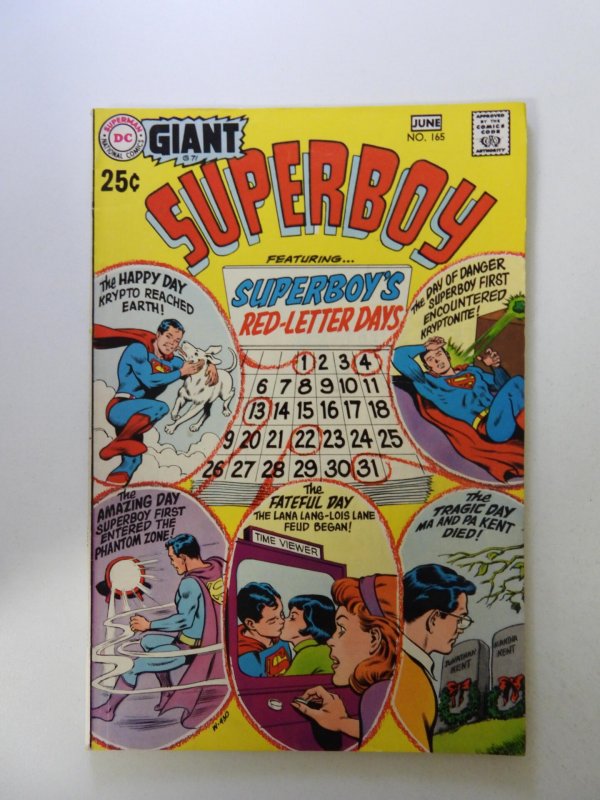 SUPERMAN
DC
NATIONAL COMICS
GIANT
G 71
25¢
JUNE
NO. 165
APPROVED
BY THE
COMICS
CODE
AUTHORITY
SUPERBOY
FEATURING...
SUPERBOY'S
RED-LETTER DAYS
The HAPPY DAY
KRYPTO REACHED
EARTH!
The DAY OF DANGER
SUPERBOY FIRST
ENCOUNTERED
KRYPTONITE!
1 2 3 4
6 7 8 9 10 11
13 14 15 16 17 18
9 20 21 22 23 24 25
26 27 28 29 30 31
The
AMAZING DAY
SUPERBOY FIRST
ENTERED THE
PHANTOM ZONE!
The
FATEFUL DAY
THE LANA LANG-LOIS LANE
FEUD BEGAN!
TIME VIEWER
The
TRAGIC DAY
MA AND PA KENT
DIED!
JONATHAN
KENT
MARTHA
KENT